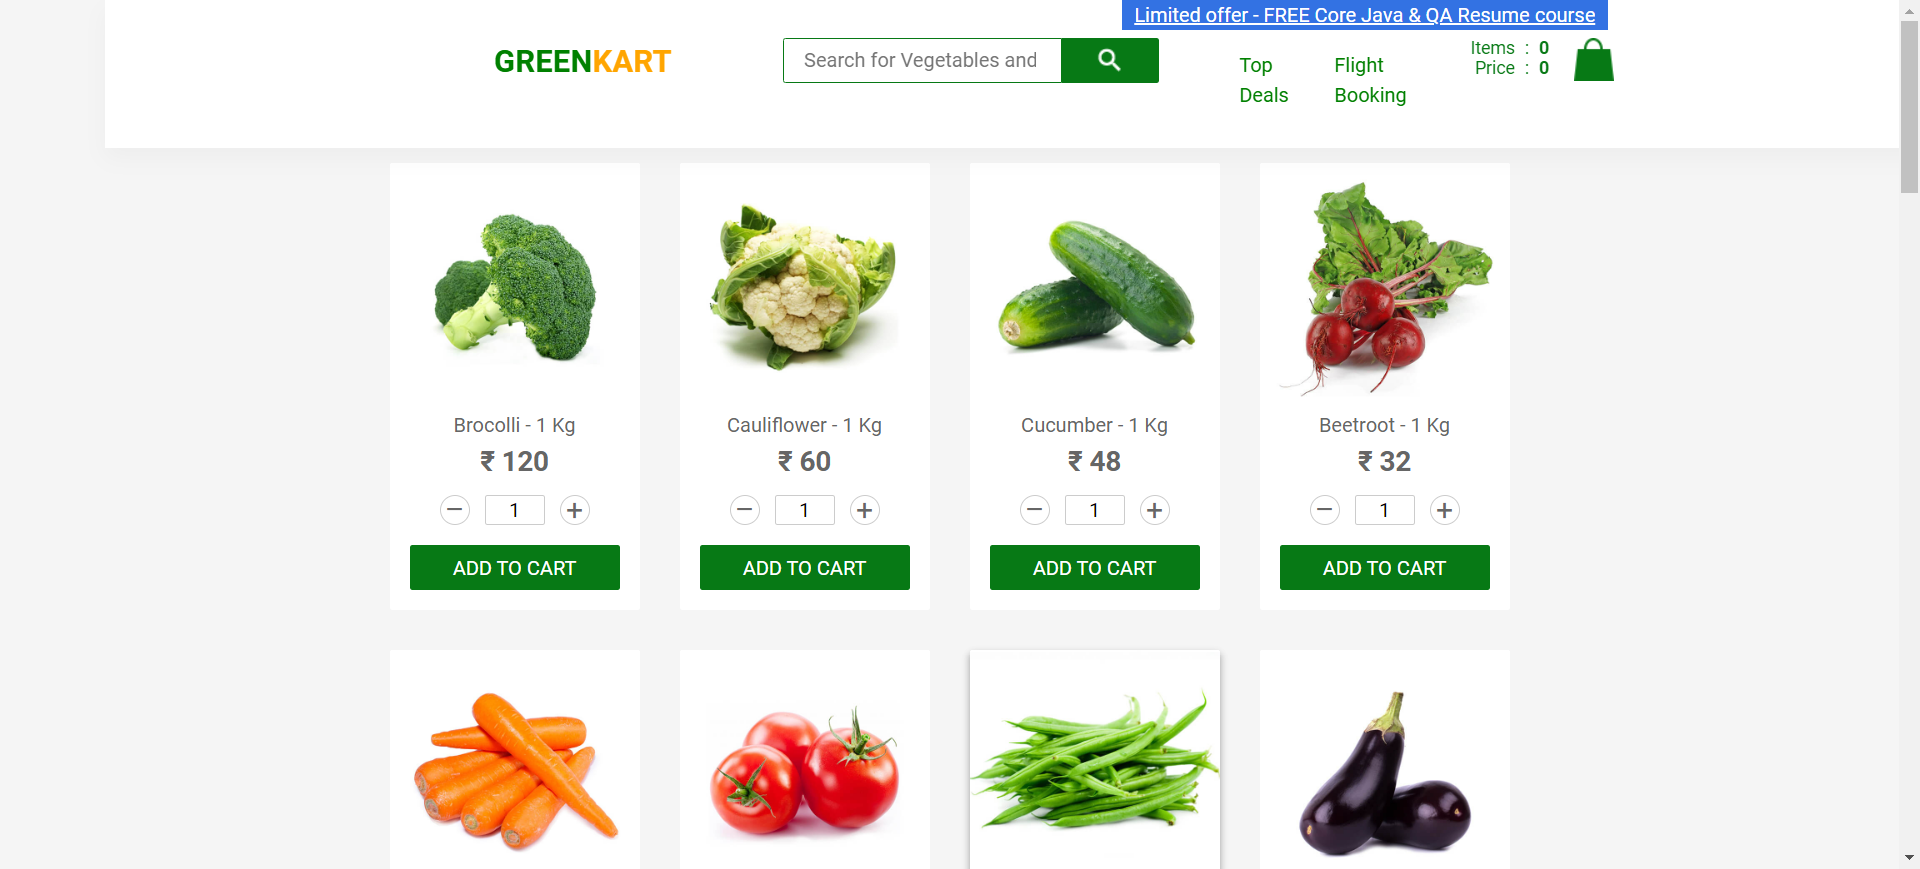 Limited offer - FREE Core Java & QA Resume course
GREENKART
Search for Vegetables and
Top
Deals
Flight
Booking
Items : 0
Price : 0
Brocolli - 1 Kg
₹ 120
1
ADD TO CART
Cauliflower - 1 Kg
₹ 60
1
ADD TO CART
Cucumber - 1 Kg
₹ 48
1
ADD TO CART
Beetroot - 1 Kg
₹ 32
1
ADD TO CART